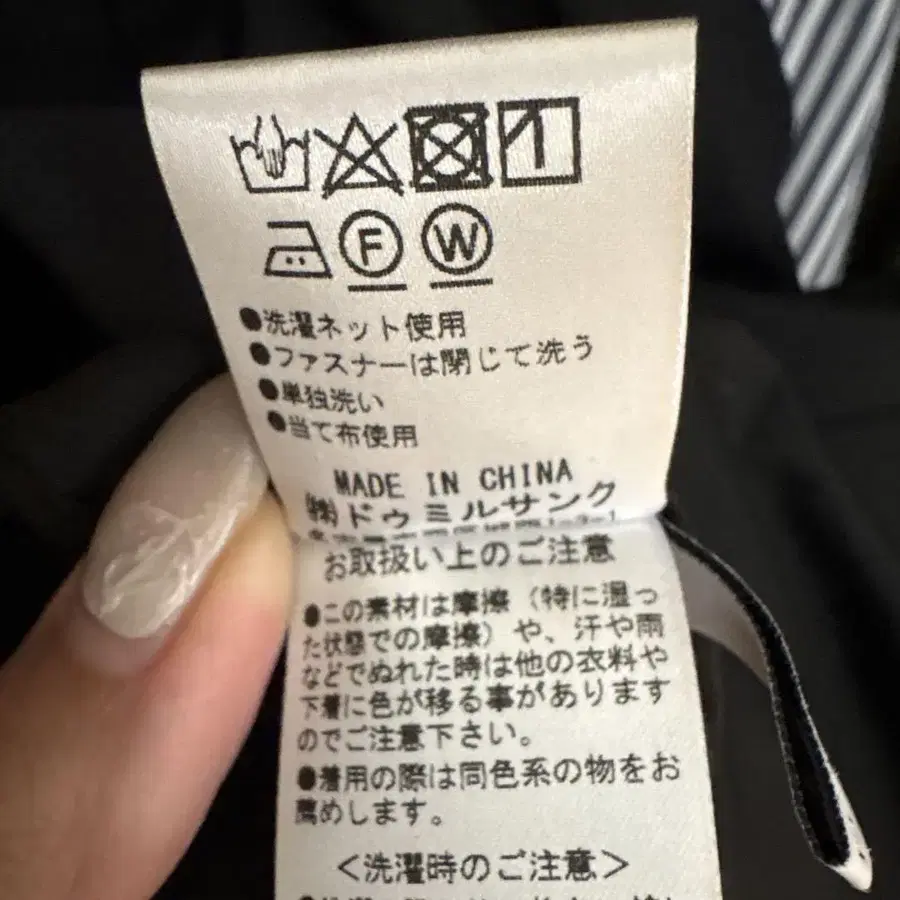 F W
●洗濯ネット使用
●ファスナーは閉じて洗う
●単独洗い
●当て布使用
MADE IN CHINA
㈱ドゥミルサンク
お取扱い上のご注意
●この素材は摩擦(特に湿っ
た状態での摩擦)や、汗や雨
などでぬれた時は他の衣料や
下着に色が移る事があります
のでご注意下さい。
●着用の際は同色系の物をお
薦めします。
<洗濯時のご注意>